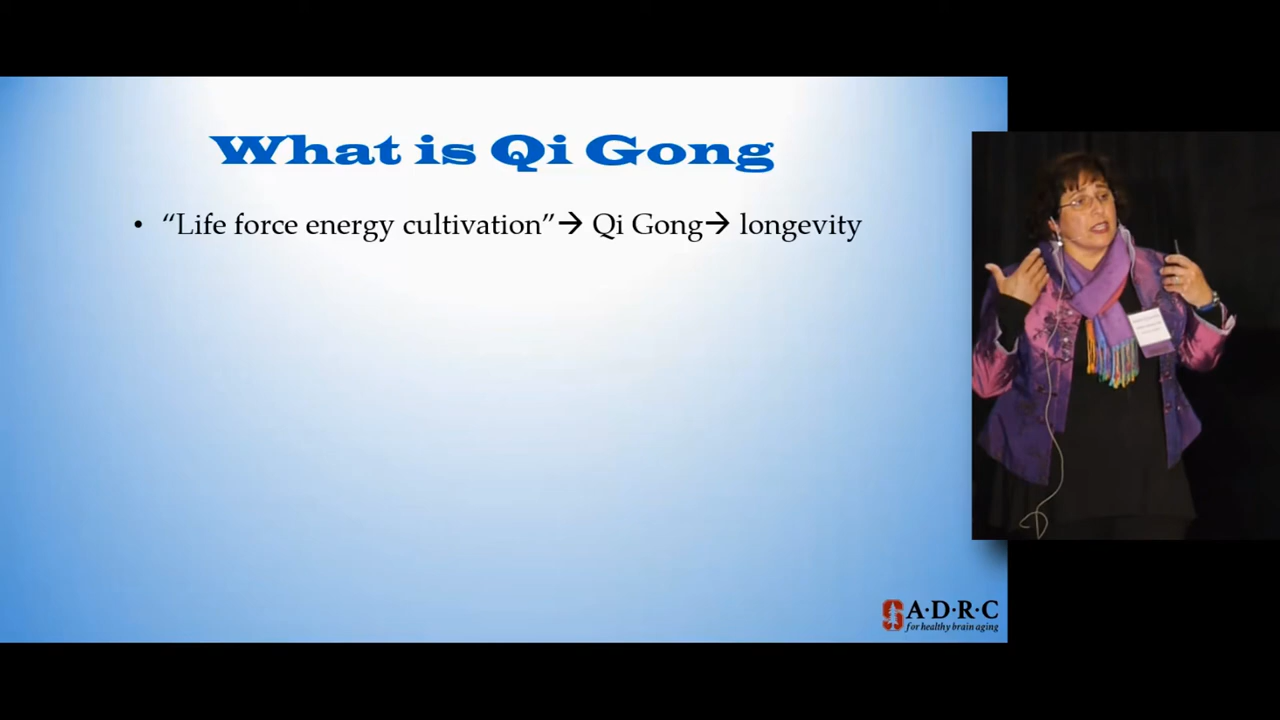 What is Qi Gong
• “Life force energy cultivation”→ Qi Gong→ longevity
A·D·R·C
for healthy brain aging